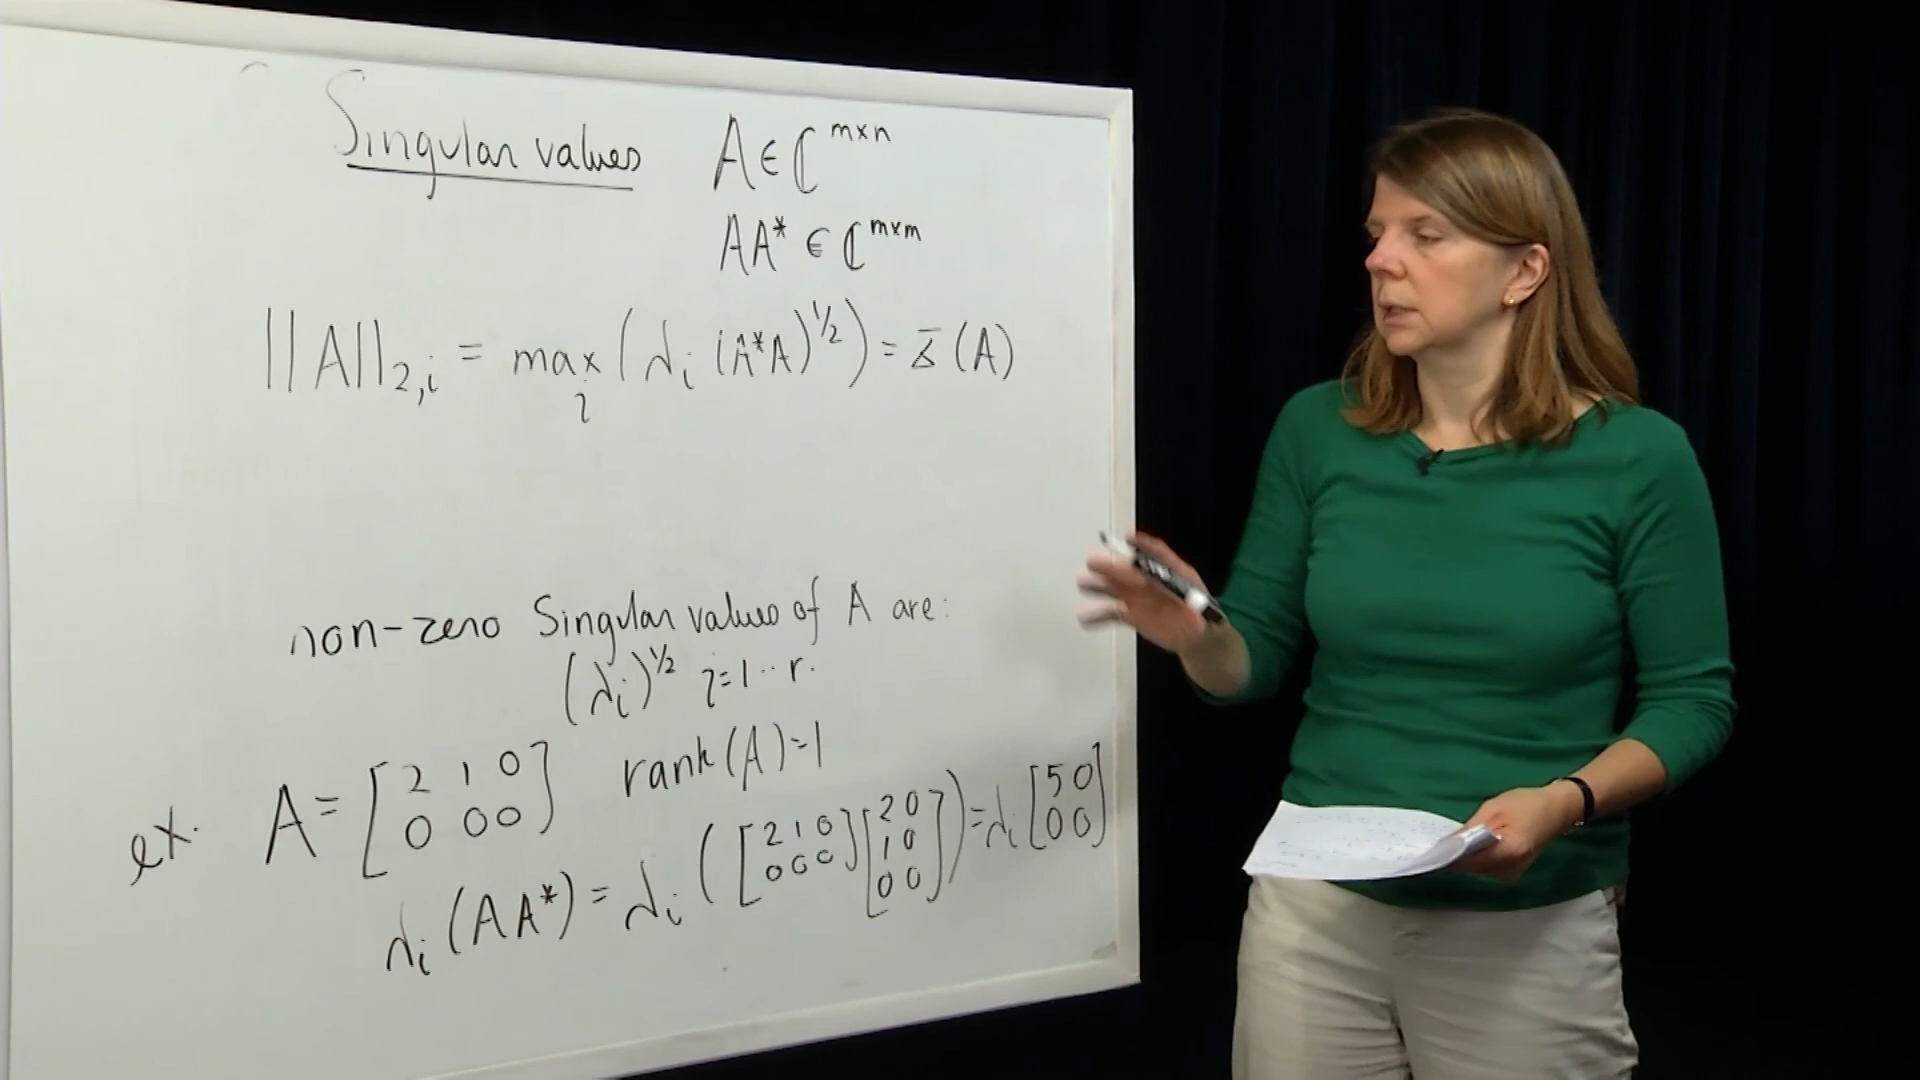 Singular values A ∈ ℂ^{m×n}
AA* ∈ ℂ^{m×m}
||A||_{2,i} = max_i (λ_i (A*A)^{1/2}) = σ̄ (A)
non-zero Singular values of A are:
(λ_i)^{1/2} i=1 ·· r.
ex. A = [2 1 0; 0 0 0] rank(A)=1
λ_i (AA*) = λ_i ([2 1 0; 0 0 0][2 0; 1 0; 0 0]) = λ_i [5 0; 0 0]